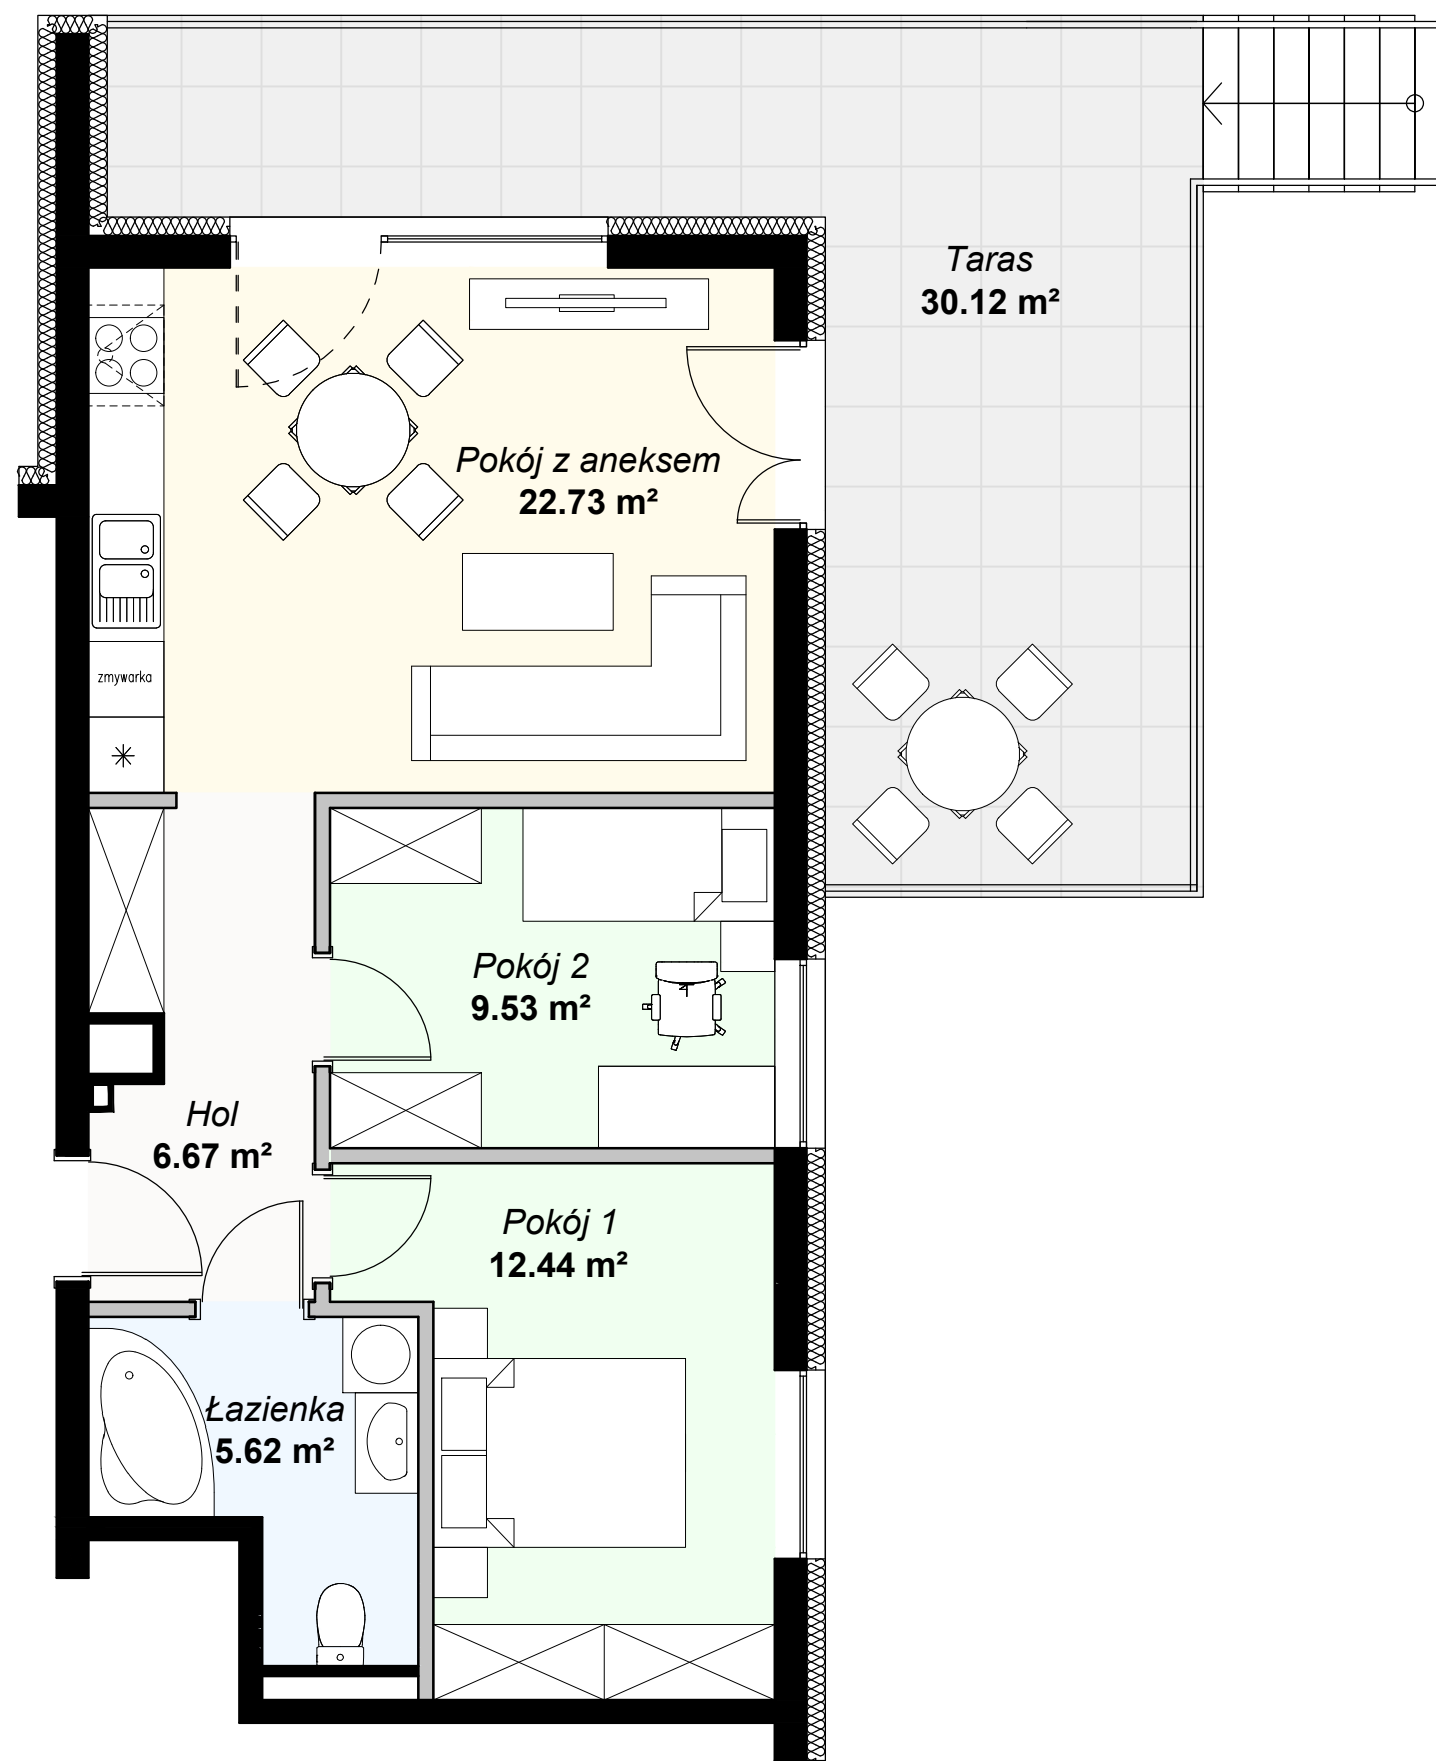 Taras
30.12 m²
Pokój z aneksem
22.73 m²
zmywarka
Pokój 2
9.53 m²
Hol
6.67 m²
Pokój 1
12.44 m²
Łazienka
5.62 m²